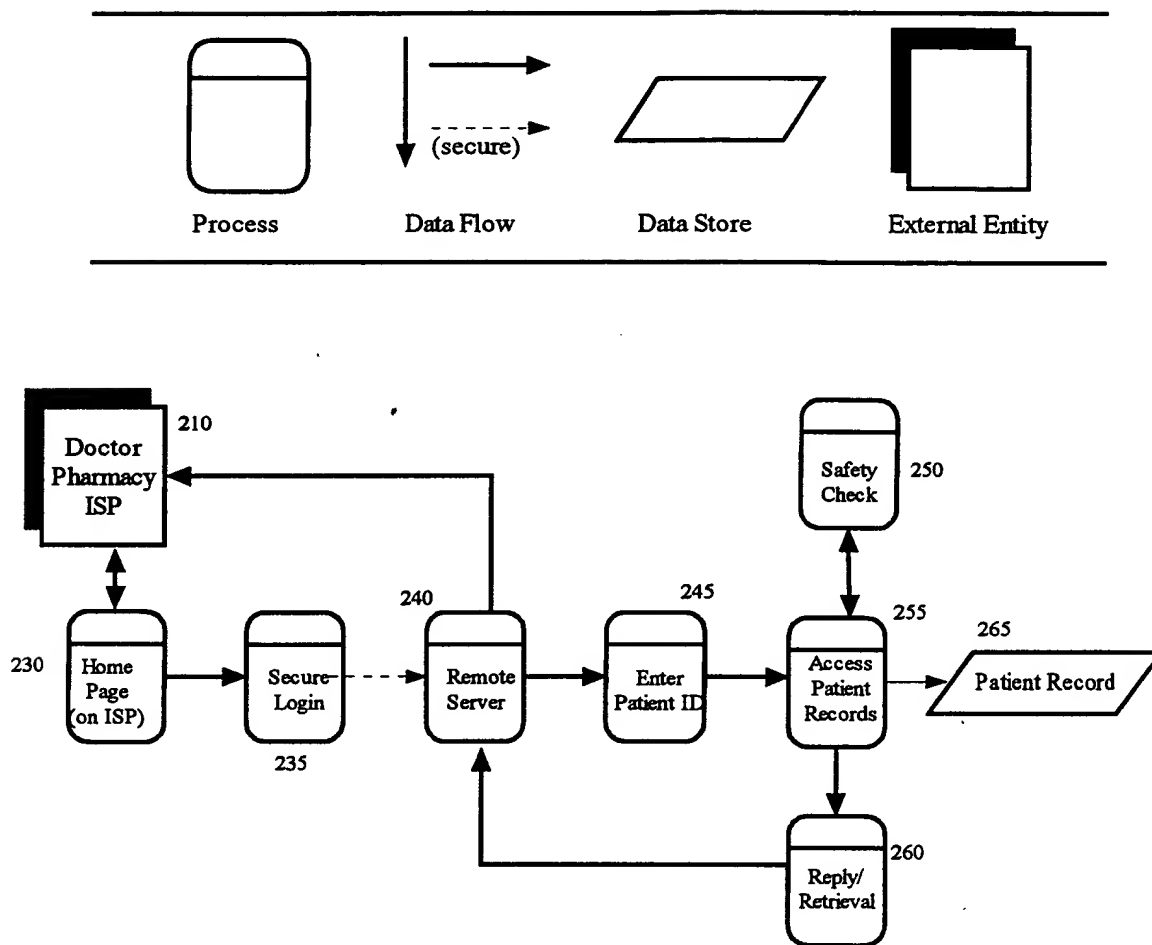 (secure)
Process
Data Flow
Data Store
External Entity
210
Doctor
Pharmacy
ISP
Safety
Check
250
230
Home
Page
(on ISP)
Secure
Login
235
240
Remote
Server
245
Enter
Patient ID
255
Access
Patient
Records
265
Patient Record
260
Reply/
Retrieval